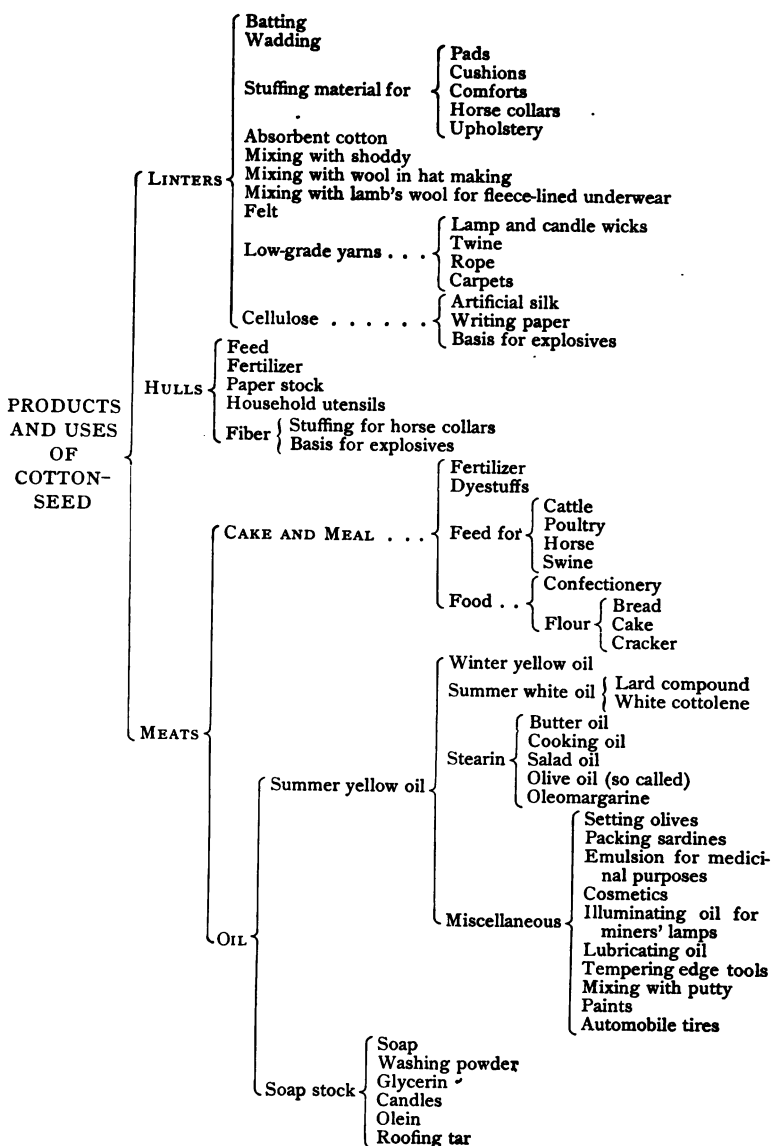 Batting
Wadding
Stuffing material for
Pads
Cushions
Comforts
Horse collars
Upholstery
Absorbent cotton
Mixing with shoddy
LINTERS
Mixing with wool in hat making
Mixing with lamb's wool for fleece-lined underwear
Felt
Low-grade yarns . . .
Lamp and candle wicks
Twine
Rope
Carpets
Cellulose . . . . . .
Artificial silk
Writing paper
Basis for explosives
HULLS
Feed
Fertilizer
Paper stock
Household utensils
Fiber
Stuffing for horse collars
Basis for explosives
PRODUCTS
AND USES
OF
COTTON-
SEED
MEATS
CAKE AND MEAL . . .
Fertilizer
Dyestuffs
Feed for
Cattle
Poultry
Horse
Swine
Food . .
Confectionery
Flour
Bread
Cake
Cracker
OIL
Summer yellow oil
Winter yellow oil
Summer white oil
Lard compound
White cottolene
Stearin
Butter oil
Cooking oil
Salad oil
Olive oil (so called)
Oleomargarine
Miscellaneous
Setting olives
Packing sardines
Emulsion for medici-
nal purposes
Cosmetics
Illuminating oil for
miners' lamps
Lubricating oil
Tempering edge tools
Mixing with putty
Paints
Automobile tires
Soap stock
Soap
Washing powder
Glycerin
Candles
Olein
Roofing tar